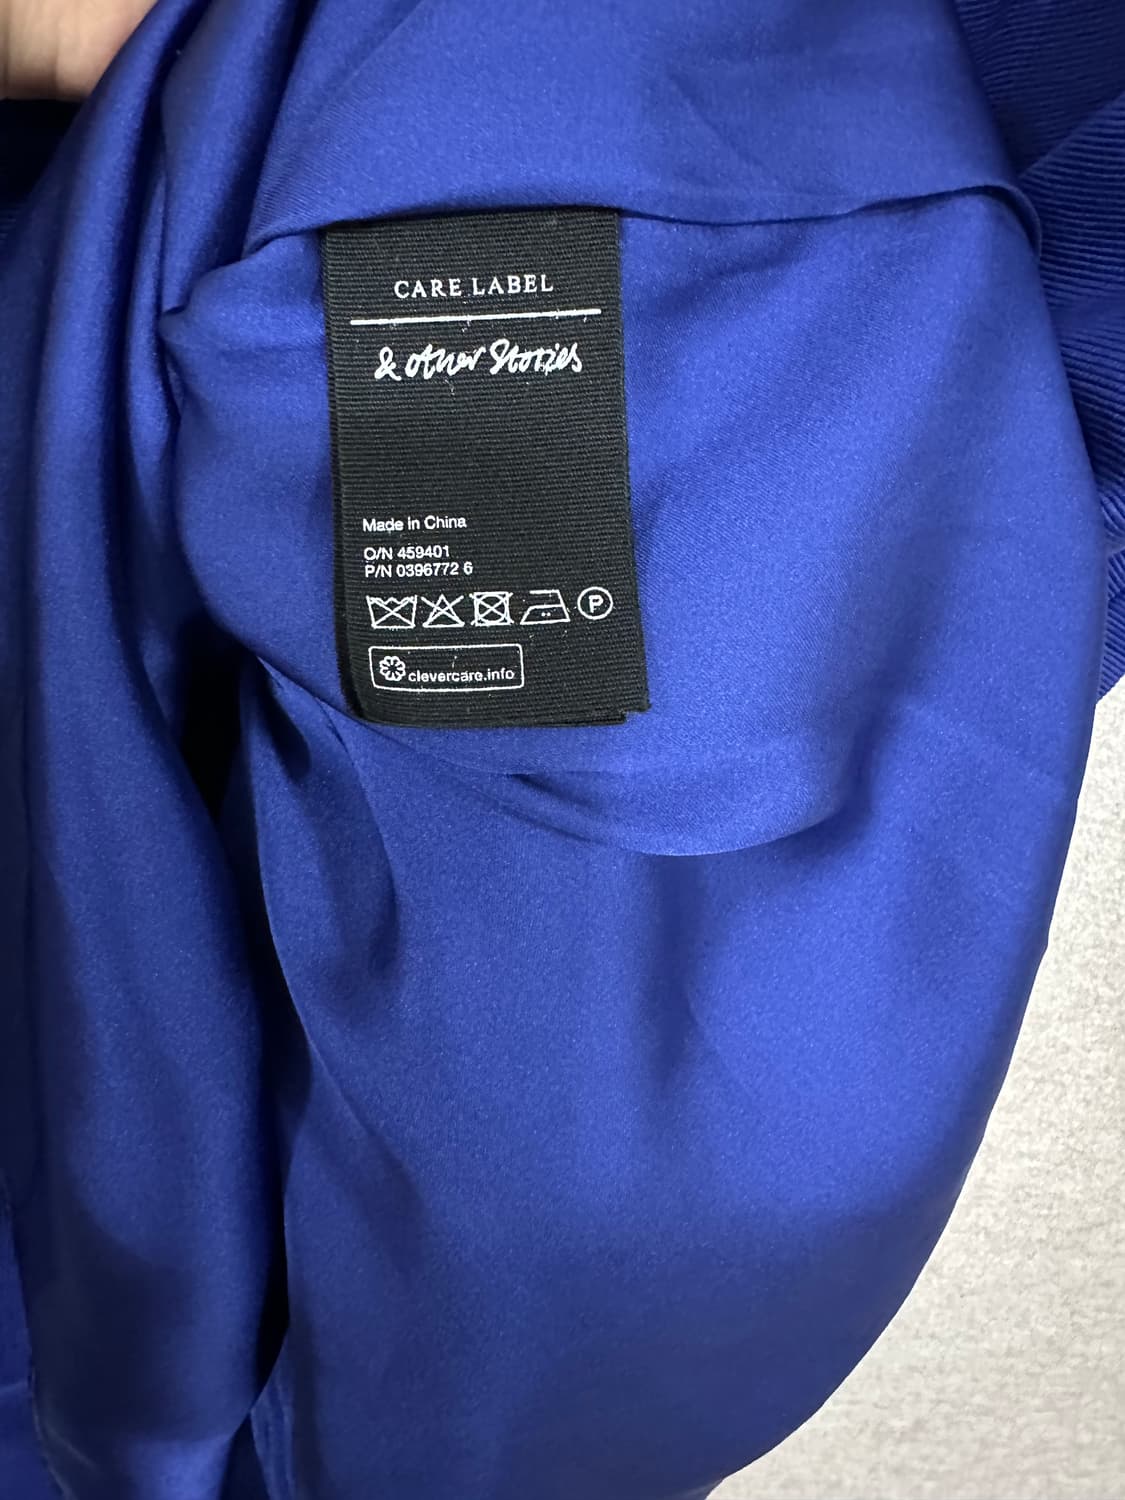 CARE LABEL
& other Stories
Made in China
O/N 459401
P/N 0396772 6
P
clevercare.info